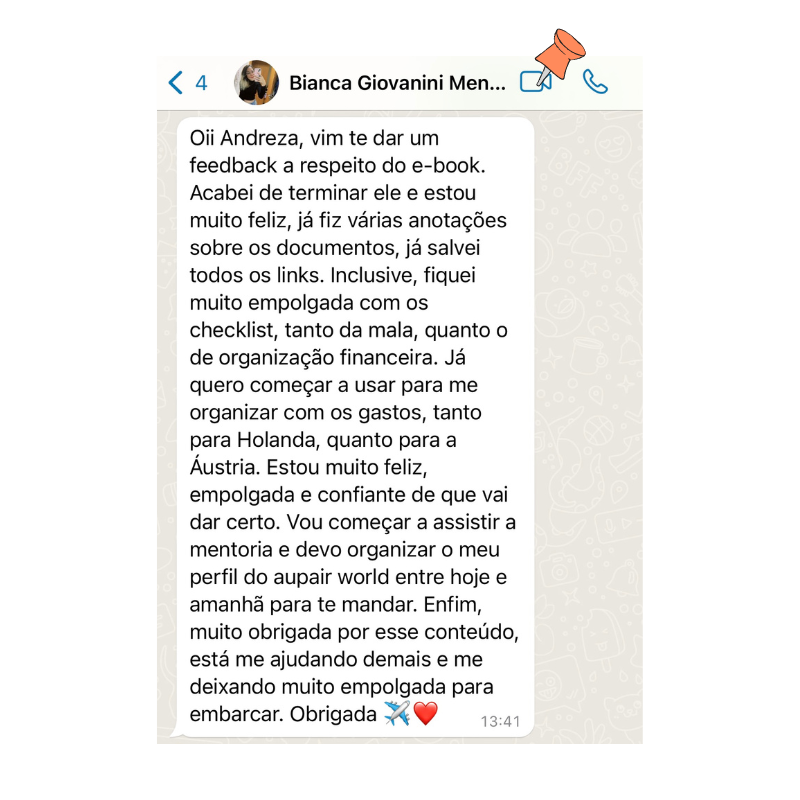 4
Bianca Giovanini Men...
Oii Andreza, vim te dar um
feedback a respeito do e-book.
Acabei de terminar ele e estou
muito feliz, já fiz várias anotações
sobre os documentos, já salvei
todos os links. Inclusive, fiquei
muito empolgada com os
checklist, tanto da mala, quanto o
de organização financeira. Já
quero começar a usar para me
organizar com os gastos, tanto
para Holanda, quanto para a
Áustria. Estou muito feliz,
empolgada e confiante de que vai
dar certo. Vou começar a assistir a
mentoria e devo organizar o meu
perfil do aupair world entre hoje e
amanhã para te mandar. Enfim,
muito obrigada por esse conteúdo,
está me ajudando demais e me
deixando muito empolgada para
embarcar. Obrigada ✈️❤️
13:41